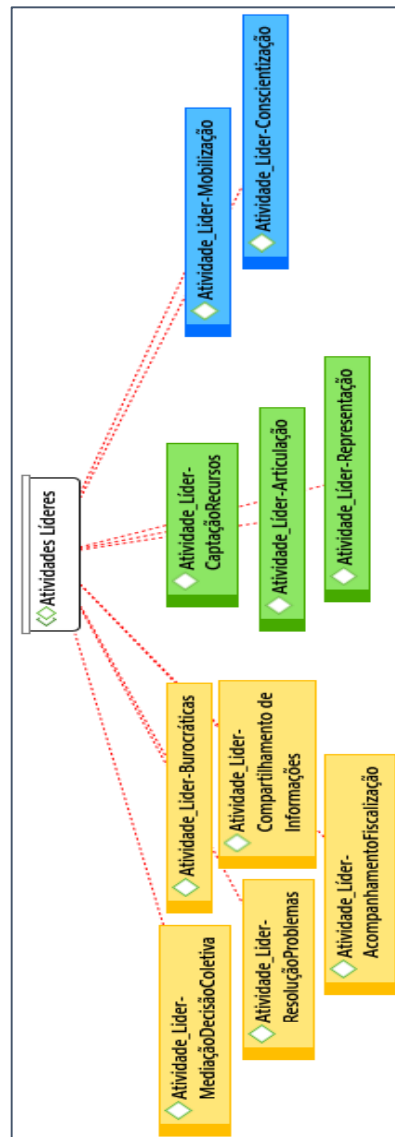 Atividades Líderes
Atividade_Líder-
MediaçãoDecisãoColetiva
Atividade_Líder-Burocráticas
Atividade_Líder-
ResoluçãoProblemas
Atividade_Líder-
Compartilhamento de
Informações
Atividade_Líder-
AcompanhamentoFiscalização
Atividade_Líder-
CaptaçãoRecursos
Atividade_Líder-Articulação
Atividade_Líder-Representação
Atividade_Líder-Mobilização
Atividade_Líder-Conscientização